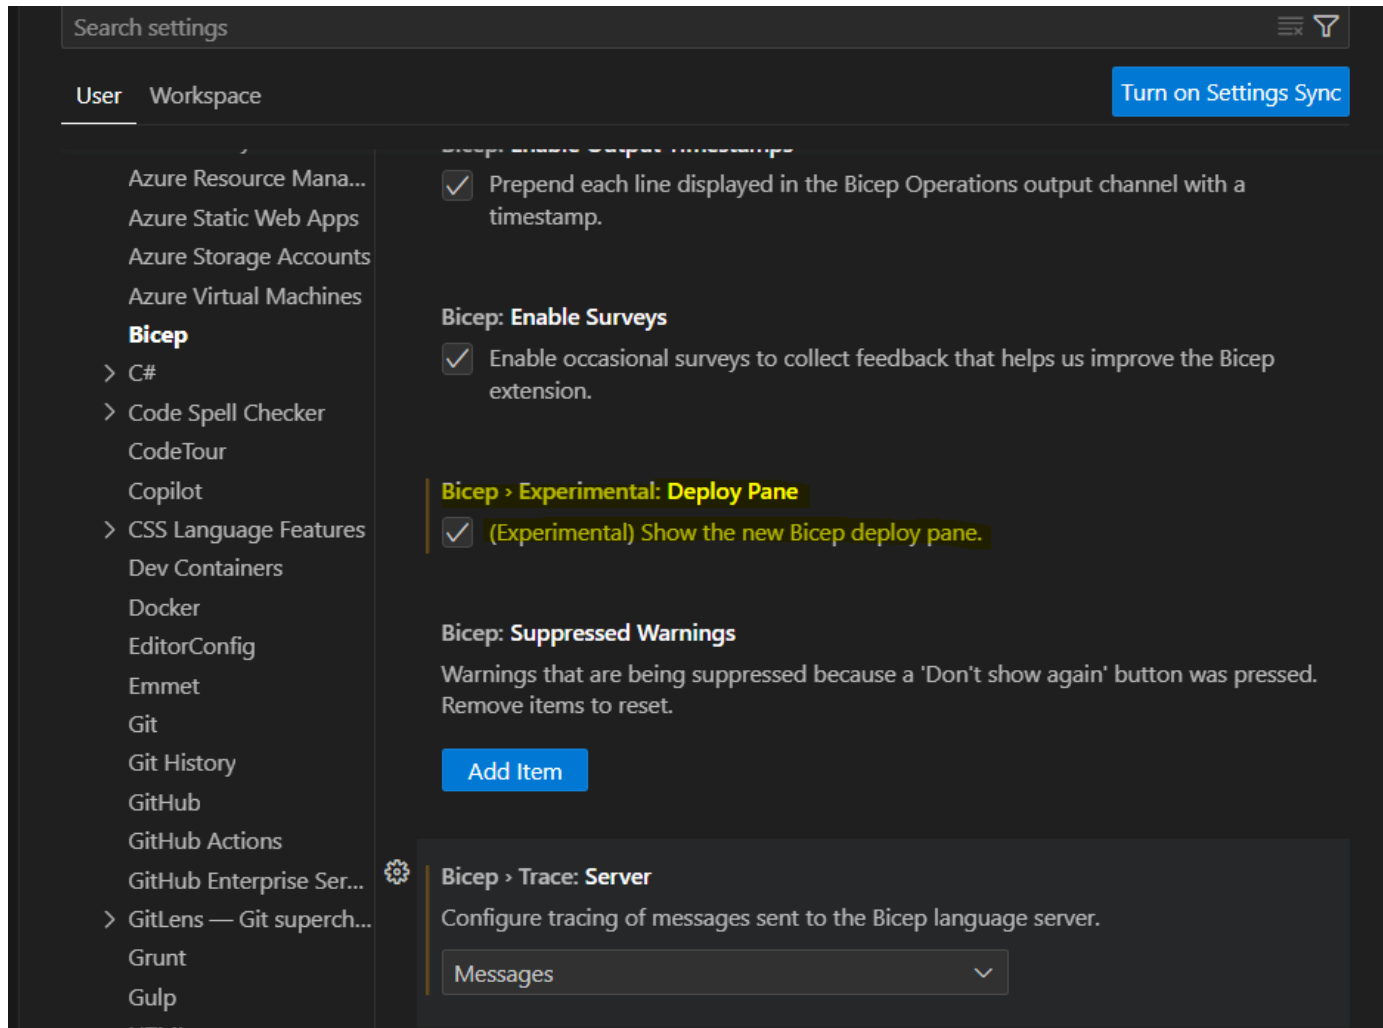 Search settings
User
Workspace
Turn on Settings Sync
Azure Resource Mana...
Azure Static Web Apps
Azure Storage Accounts
Azure Virtual Machines
Bicep
C#
Code Spell Checker
CodeTour
Copilot
CSS Language Features
Dev Containers
Docker
EditorConfig
Emmet
Git
Git History
GitHub
GitHub Actions
GitHub Enterprise Ser...
GitLens — Git superch...
Grunt
Gulp
Bicep: Enable Output Timestamps
Prepend each line displayed in the Bicep Operations output channel with a
timestamp.
Bicep: Enable Surveys
Enable occasional surveys to collect feedback that helps us improve the Bicep
extension.
Bicep › Experimental: Deploy Pane
(Experimental) Show the new Bicep deploy pane.
Bicep: Suppressed Warnings
Warnings that are being suppressed because a 'Don't show again' button was pressed.
Remove items to reset.
Add Item
Bicep › Trace: Server
Configure tracing of messages sent to the Bicep language server.
Messages